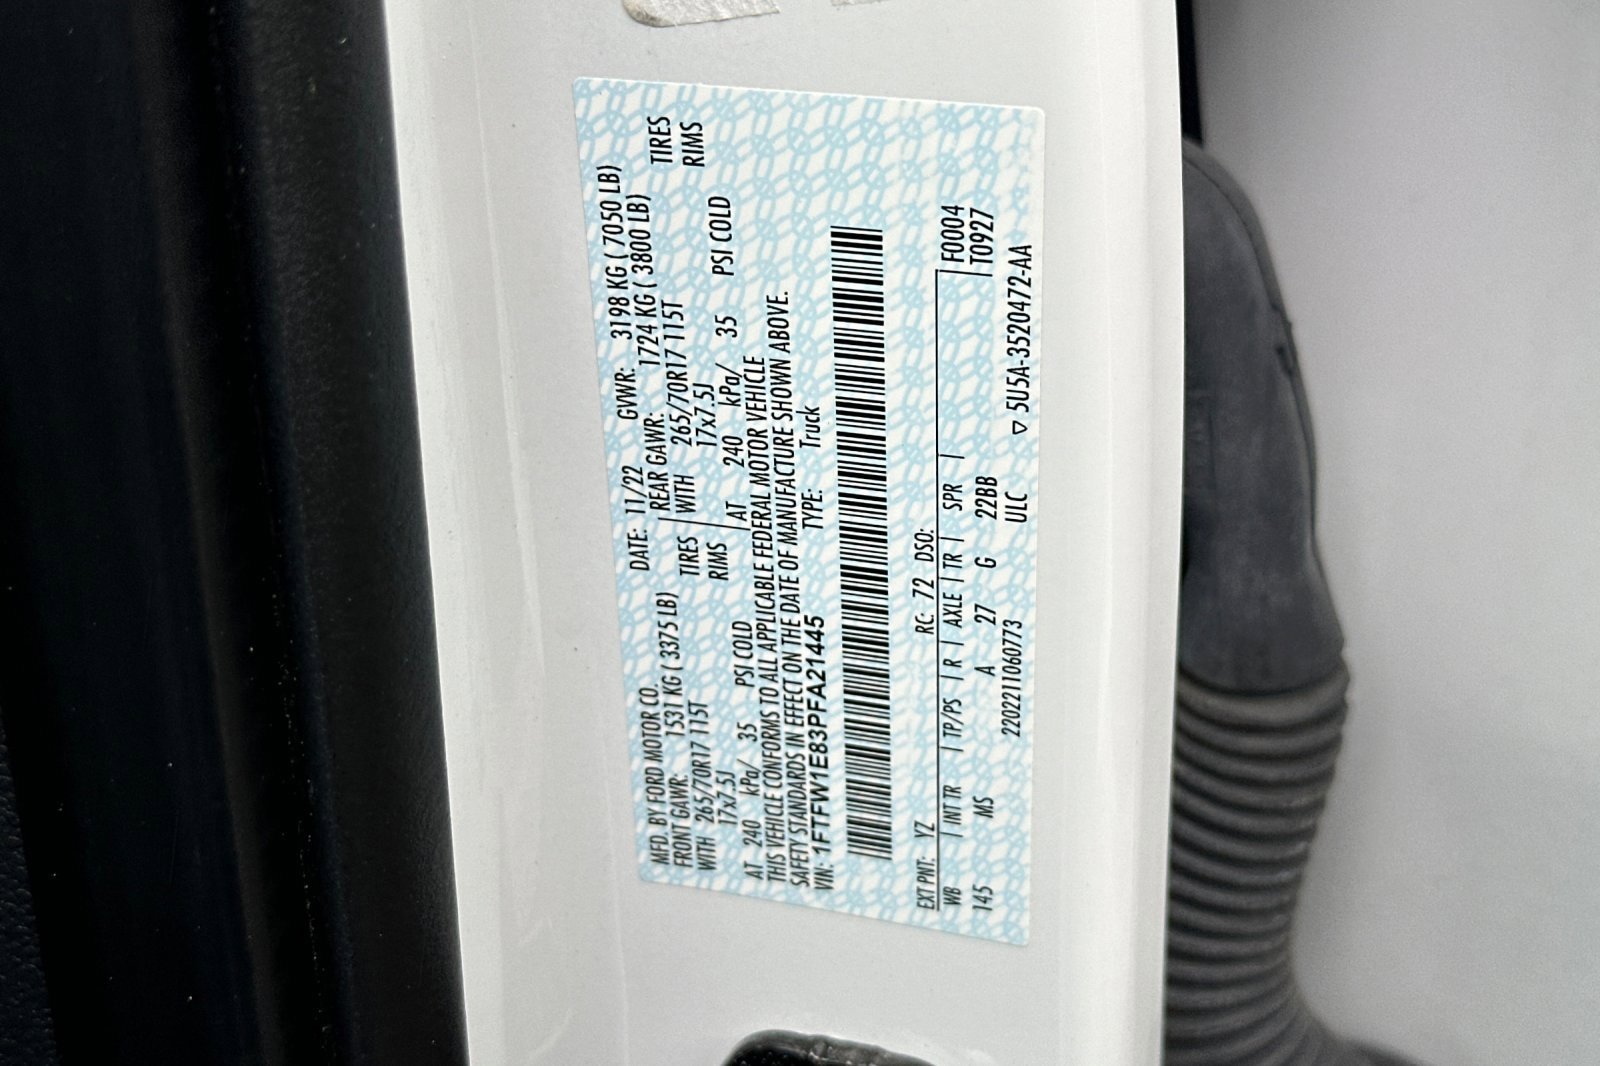 MFD. BY FORD MOTOR CO.
DATE: 11/22 GVWR: 3198 KG ( 7050 LB)
FRONT GAWR: 1531 KG ( 3375 LB)
REAR GAWR: 1724 KG ( 3800 LB)
WITH 265/70R17 115T TIRES
WITH 265/70R17 115T TIRES
17x7.5J RIMS
17x7.5J RIMS
AT 240 kPa/ 35 PSI COLD
AT 240 kPa/ 35 PSI COLD
THIS VEHICLE CONFORMS TO ALL APPLICABLE FEDERAL MOTOR VEHICLE
SAFETY STANDARDS IN EFFECT ON THE DATE OF MANUFACTURE SHOWN ABOVE.
VIN: 1FTFW1E83PFA21445 TYPE: Truck
EXT PNT: YZ RC: 72 DSO: F0004
WB | INT TR | TP/PS | R | AXLE | TR | SPR | T0927
145 MS A 27 G 22BB
2202211060773 ULC ▽ 5U5A-3520472-AA